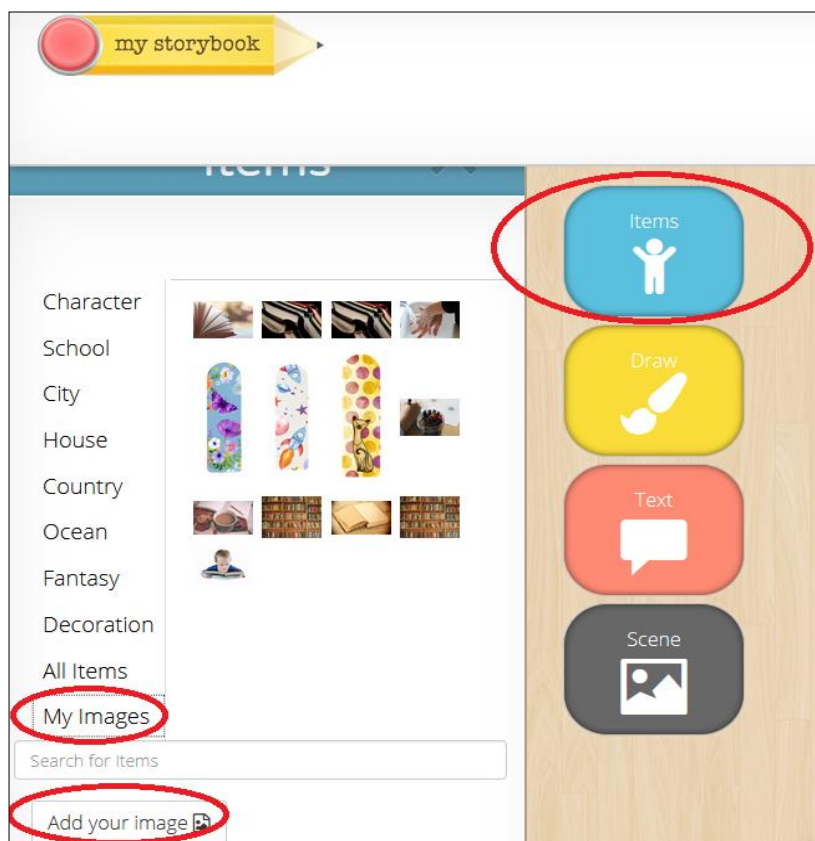 my storybook
Items
Character
School
City
House
Country
Ocean
Fantasy
Decoration
All Items
My Images
Search for Items
Add your image
Items
Draw
Text
Scene